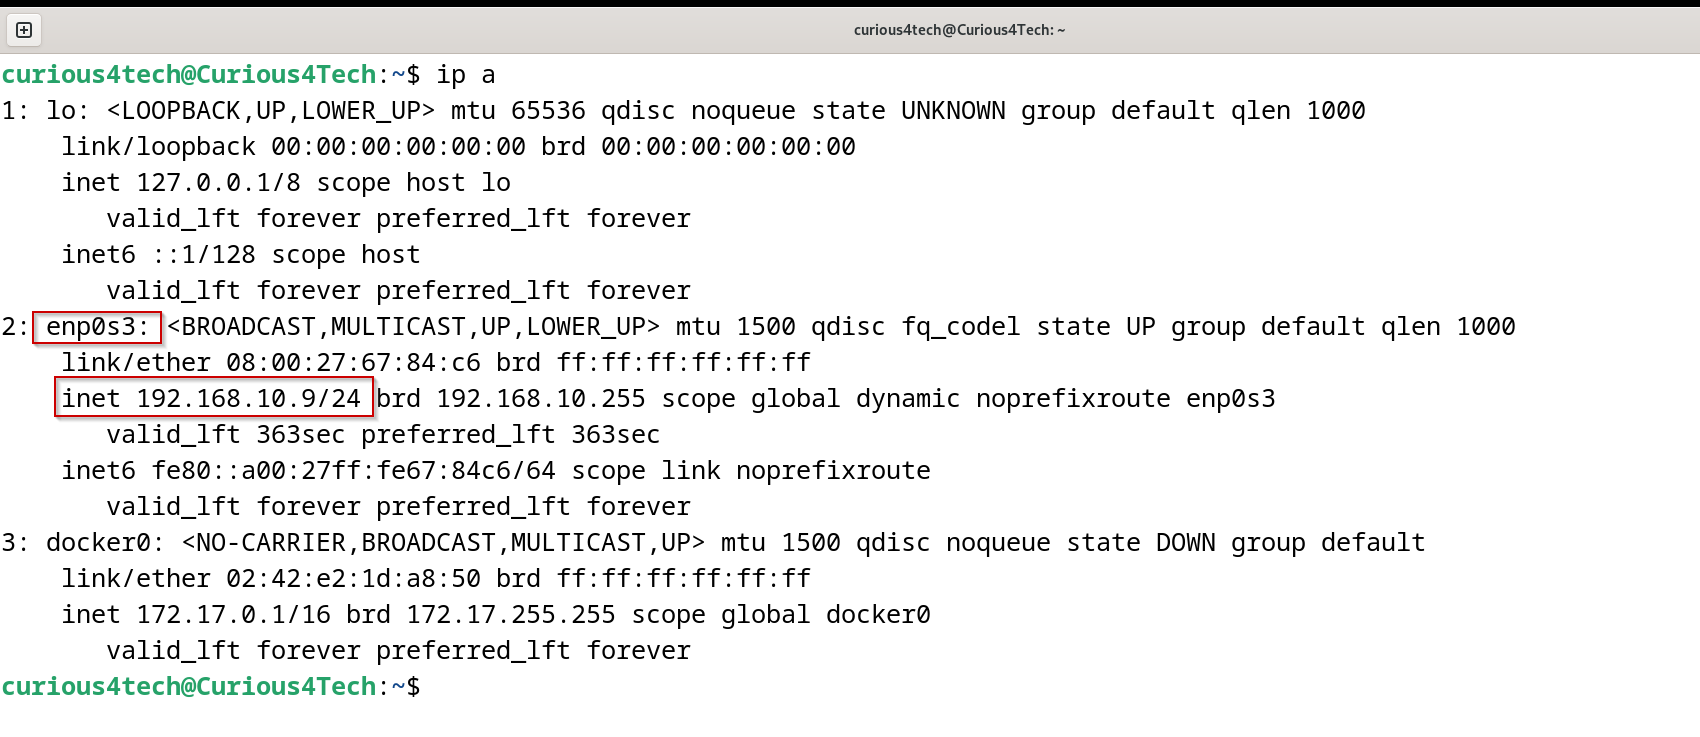 curious4tech@Curious4Tech: ~
curious4tech@Curious4Tech:~$ ip a
1: lo: <LOOPBACK,UP,LOWER_UP> mtu 65536 qdisc noqueue state UNKNOWN group default qlen 1000
    link/loopback 00:00:00:00:00:00 brd 00:00:00:00:00:00
    inet 127.0.0.1/8 scope host lo
       valid_lft forever preferred_lft forever
    inet6 ::1/128 scope host
       valid_lft forever preferred_lft forever
2: enp0s3: <BROADCAST,MULTICAST,UP,LOWER_UP> mtu 1500 qdisc fq_codel state UP group default qlen 1000
    link/ether 08:00:27:67:84:c6 brd ff:ff:ff:ff:ff:ff
    inet 192.168.10.9/24 brd 192.168.10.255 scope global dynamic noprefixroute enp0s3
       valid_lft 363sec preferred_lft 363sec
    inet6 fe80::a00:27ff:fe67:84c6/64 scope link noprefixroute
       valid_lft forever preferred_lft forever
3: docker0: <NO-CARRIER,BROADCAST,MULTICAST,UP> mtu 1500 qdisc noqueue state DOWN group default
    link/ether 02:42:e2:1d:a8:50 brd ff:ff:ff:ff:ff:ff
    inet 172.17.0.1/16 brd 172.17.255.255 scope global docker0
       valid_lft forever preferred_lft forever
curious4tech@Curious4Tech:~$